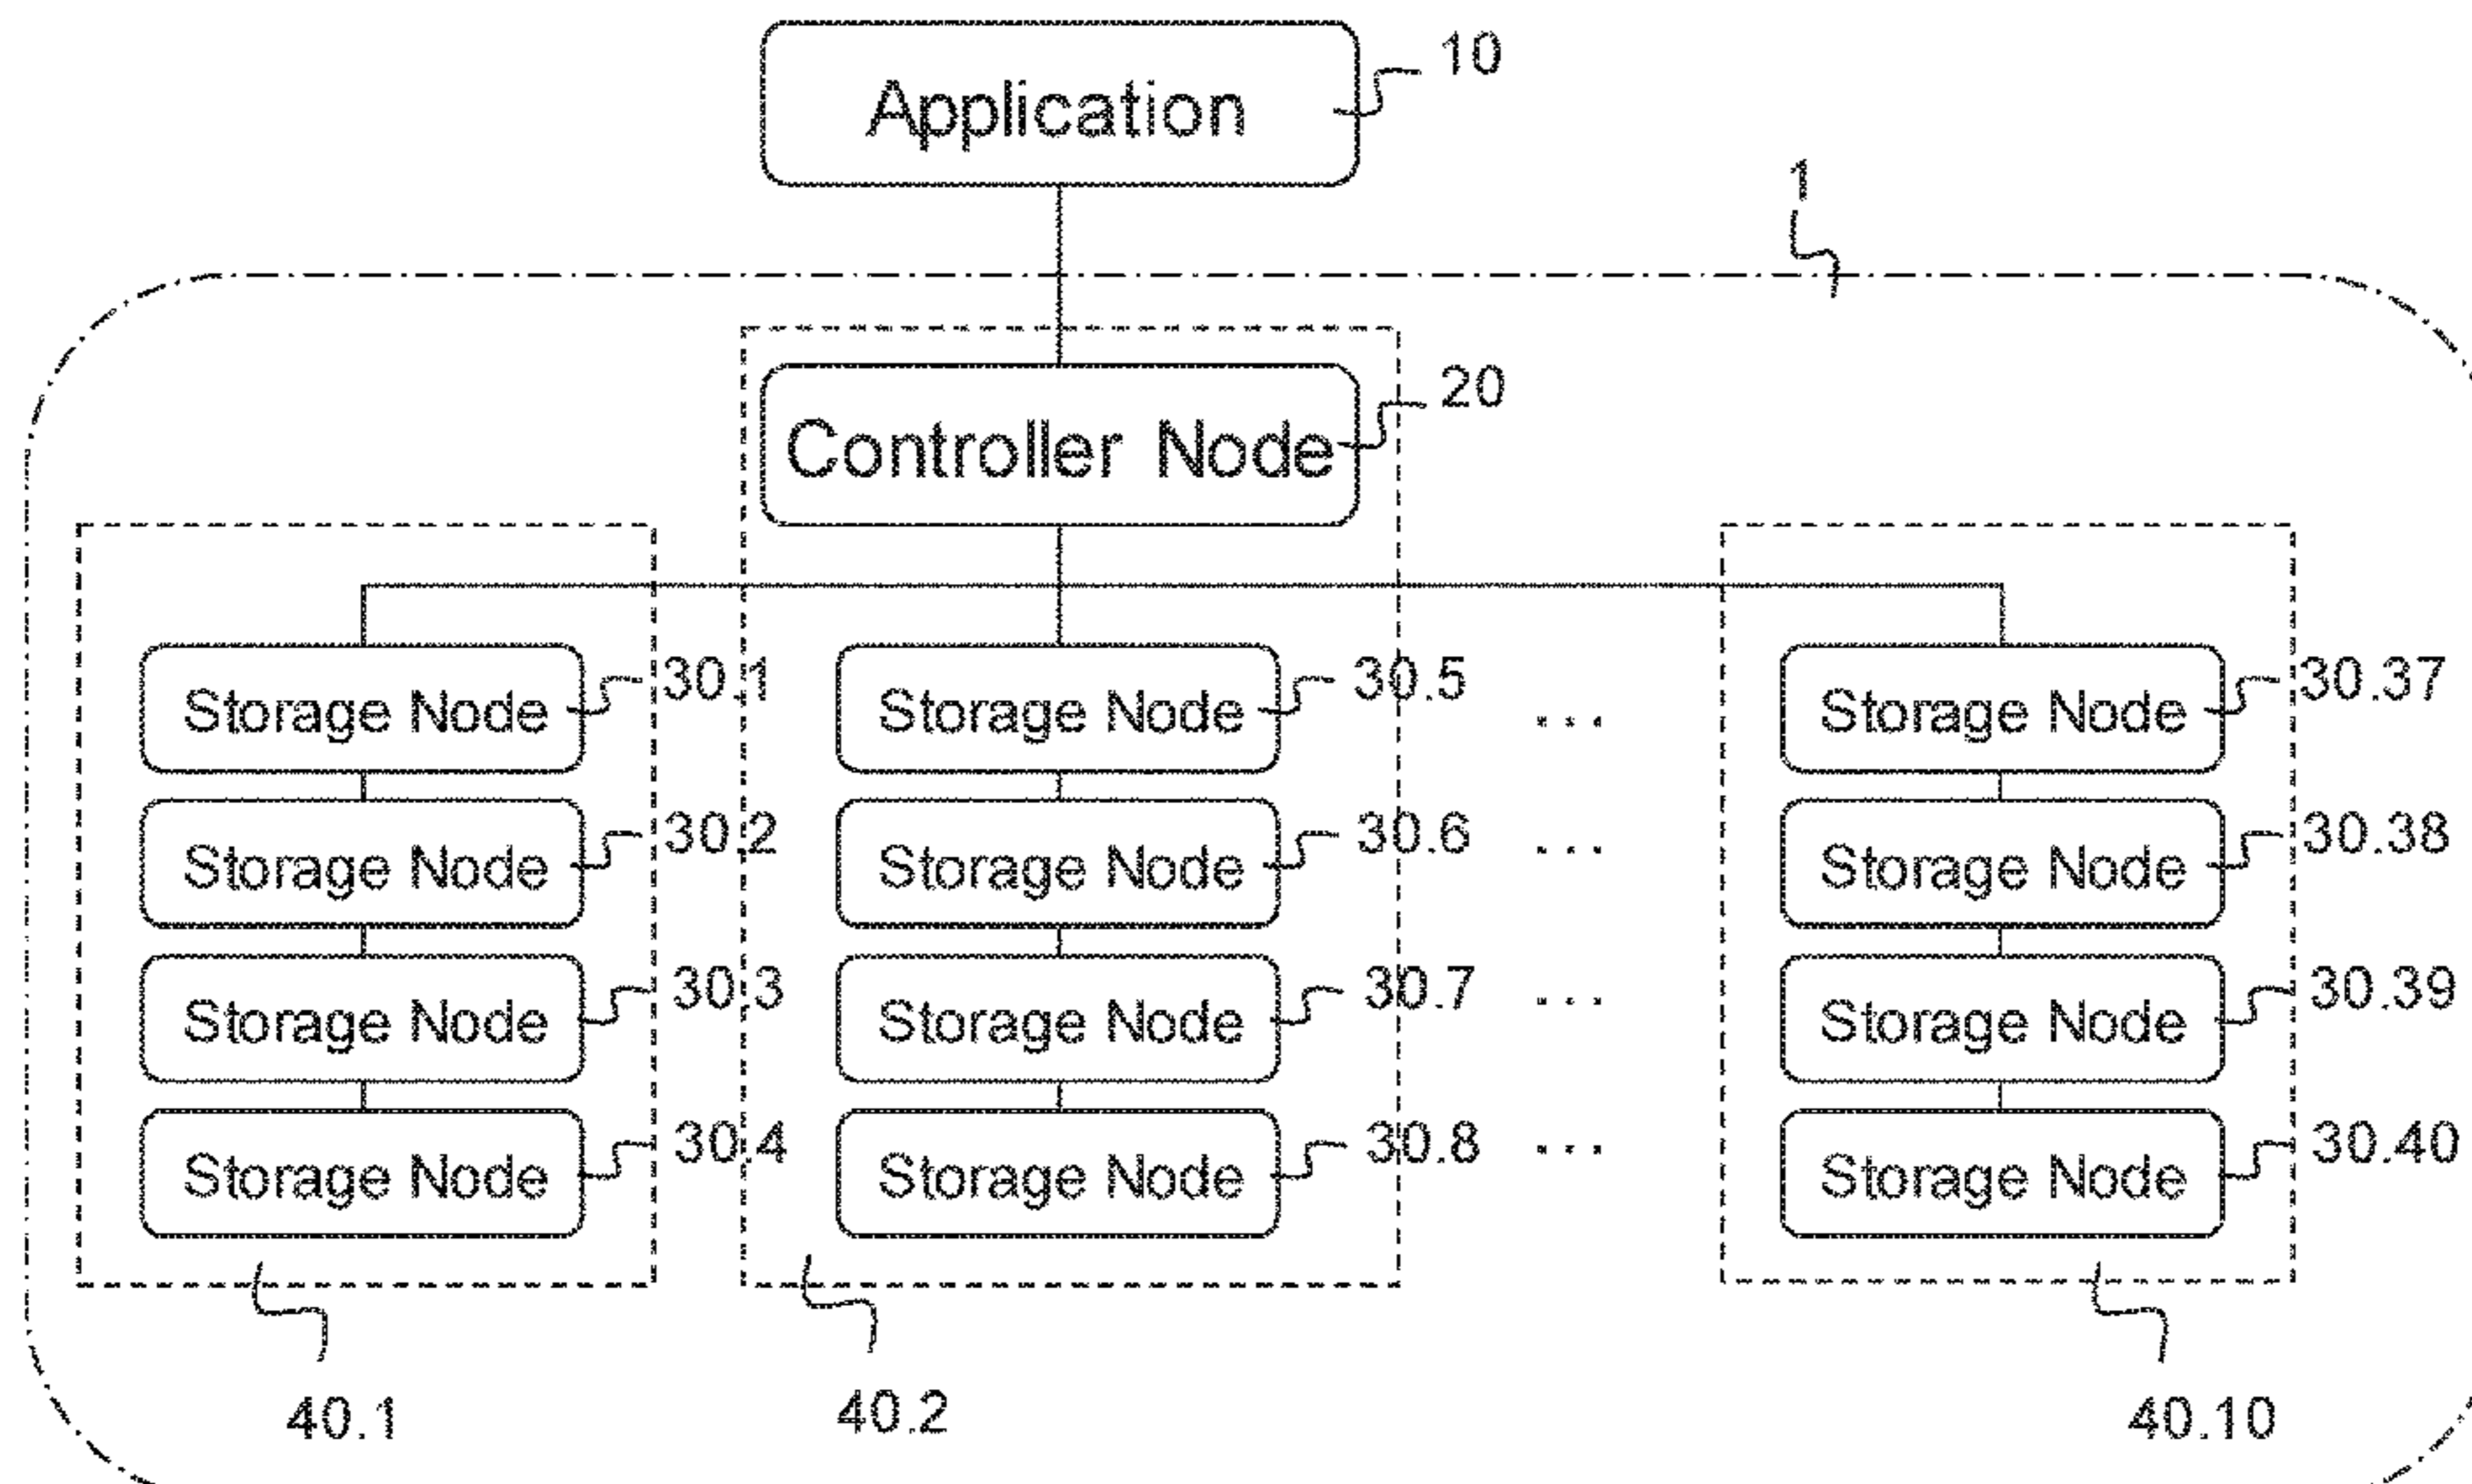 10
Application
1
20
Controller Node
Storage Node 30.1 Storage Node 30.5 ... Storage Node 30.37
Storage Node 30.2 Storage Node 30.6 ... Storage Node 30.38
Storage Node 30.3 Storage Node 30.7 ... Storage Node 30.39
Storage Node 30.4 Storage Node 30.8 ... Storage Node 30.40
40.1 40.2 40.10